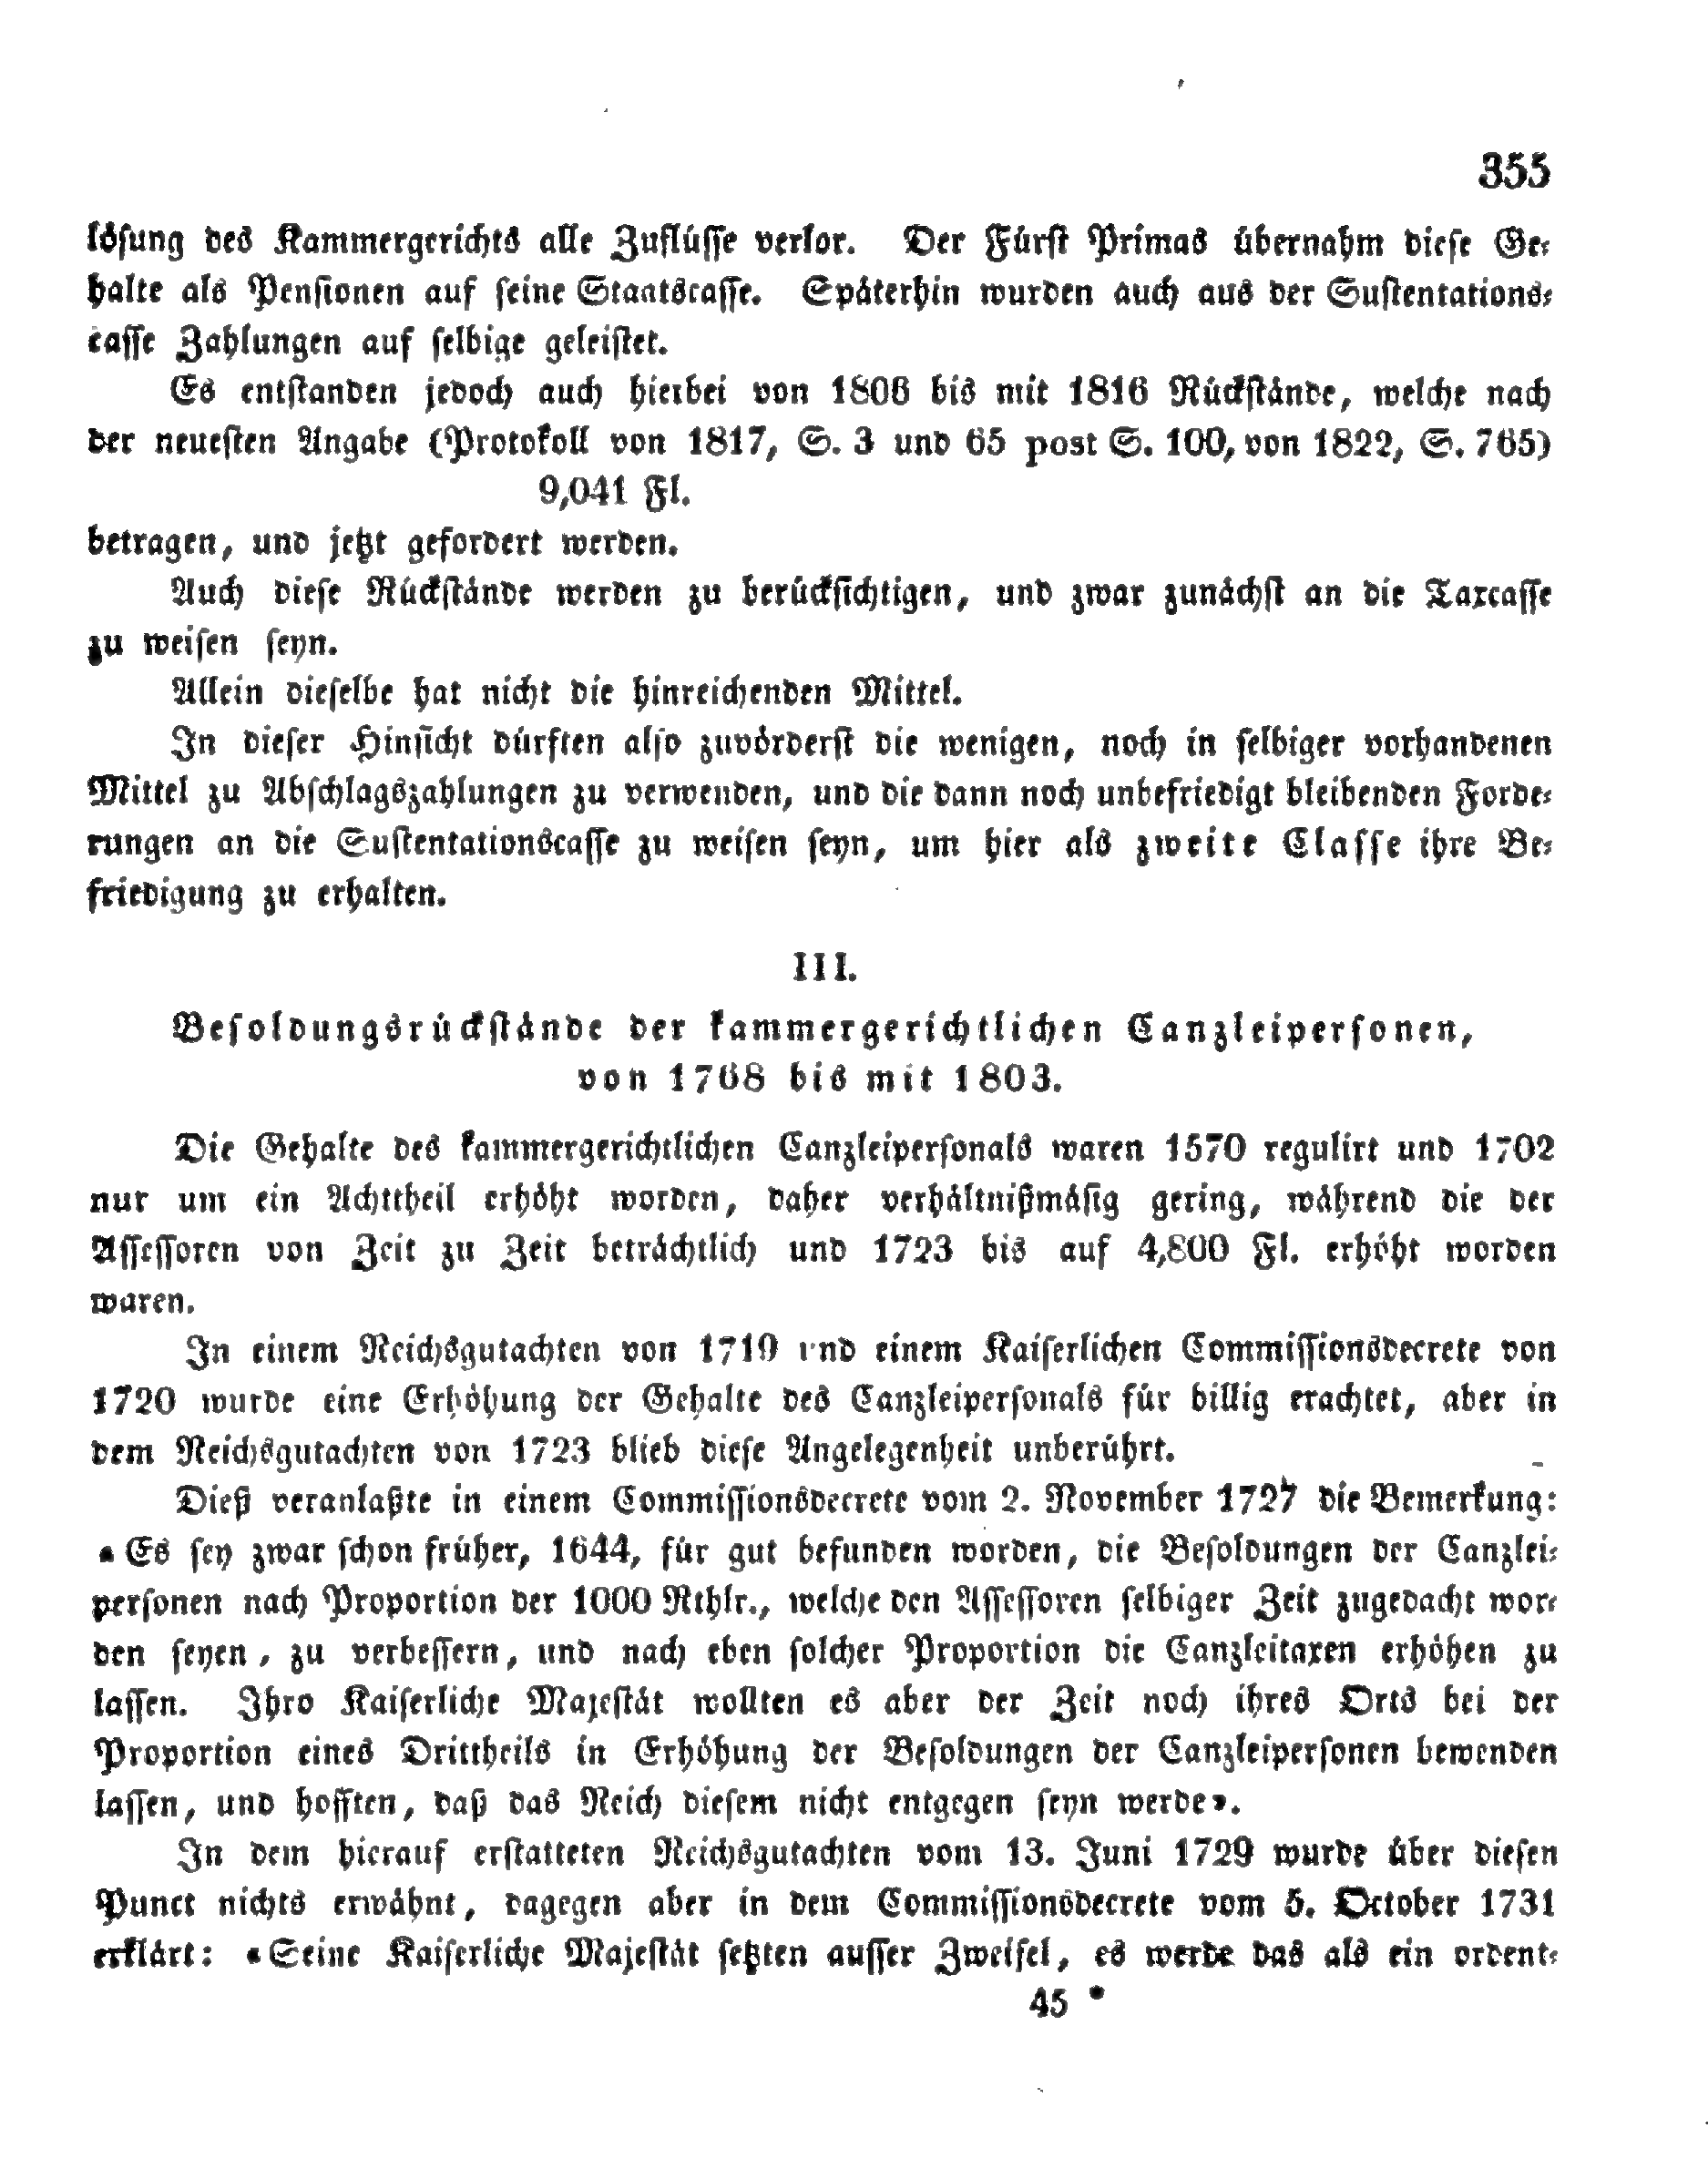 355
lösung des Kammergerichts alle Zuflüsse verlor. Der Fürst Primas übernahm diese Ge-
halte als Pensionen auf seine Staatscasse. Späterhin wurden auch aus der Sustentations-
casse Zahlungen auf selbige geleistet.
Es entstanden jedoch auch hierbei von 1806 bis mit 1816 Rückstände, welche nach
der neuesten Angabe (Protokoll von 1817, S. 3 und 65 post S. 100, von 1822, S. 765)
9,041 Fl.
betragen, und jetzt gefordert werden.
Auch diese Rückstände werden zu berücksichtigen, und zwar zunächst an die Taxcasse
zu weisen seyn.
Allein dieselbe hat nicht die hinreichenden Mittel.
In dieser Hinsicht dürften also zuvörderst die wenigen, noch in selbiger vorhandenen
Mittel zu Abschlagszahlungen zu verwenden, und die dann noch unbefriedigt bleibenden Forde-
rungen an die Sustentationscasse zu weisen seyn, um hier als zweite Classe ihre Be-
friedigung zu erhalten.
III.
Besoldungsrückstände der kammergerichtlichen Canzleipersonen,
von 1768 bis mit 1803.
Die Gehalte des kammergerichtlichen Canzleipersonals waren 1570 regulirt und 1702
nur um ein Achttheil erhöht worden, daher verhältnißmäsig gering, während die der
Assessoren von Zeit zu Zeit beträchtlich und 1723 bis auf 4,800 Fl. erhöht worden
waren.
In einem Reichsgutachten von 1719 und einem Kaiserlichen Commissionsdecrete von
1720 wurde eine Erhöhung der Gehalte des Canzleipersonals für billig erachtet, aber in
dem Reichsgutachten von 1723 blieb diese Angelegenheit unberührt.
Dieß veranlaßte in einem Commissionsdecrete vom 2. November 1727 die Bemerkung:
«Es sey zwar schon früher, 1644, für gut befunden worden, die Besoldungen der Canzlei-
personen nach Proportion der 1000 Rthlr., welche den Assessoren selbiger Zeit zugedacht wor-
den seyen, zu verbessern, und nach eben solcher Proportion die Canzleitaxen erhöhen zu
lassen. Ihro Kaiserliche Majestät wollten es aber der Zeit noch ihres Orts bei der
Proportion eines Drittheils in Erhöhung der Besoldungen der Canzleipersonen bewenden
lassen, und hofften, daß das Reich diesem nicht entgegen seyn werde».
In dem hierauf erstatteten Reichsgutachten vom 13. Juni 1729 wurde über diesen
Punct nichts erwähnt, dagegen aber in dem Commissionsdecrete vom 5. October 1731
erklärt: «Seine Kaiserliche Majestät setzten ausser Zweifel, es werde das als ein ordent-
45 *